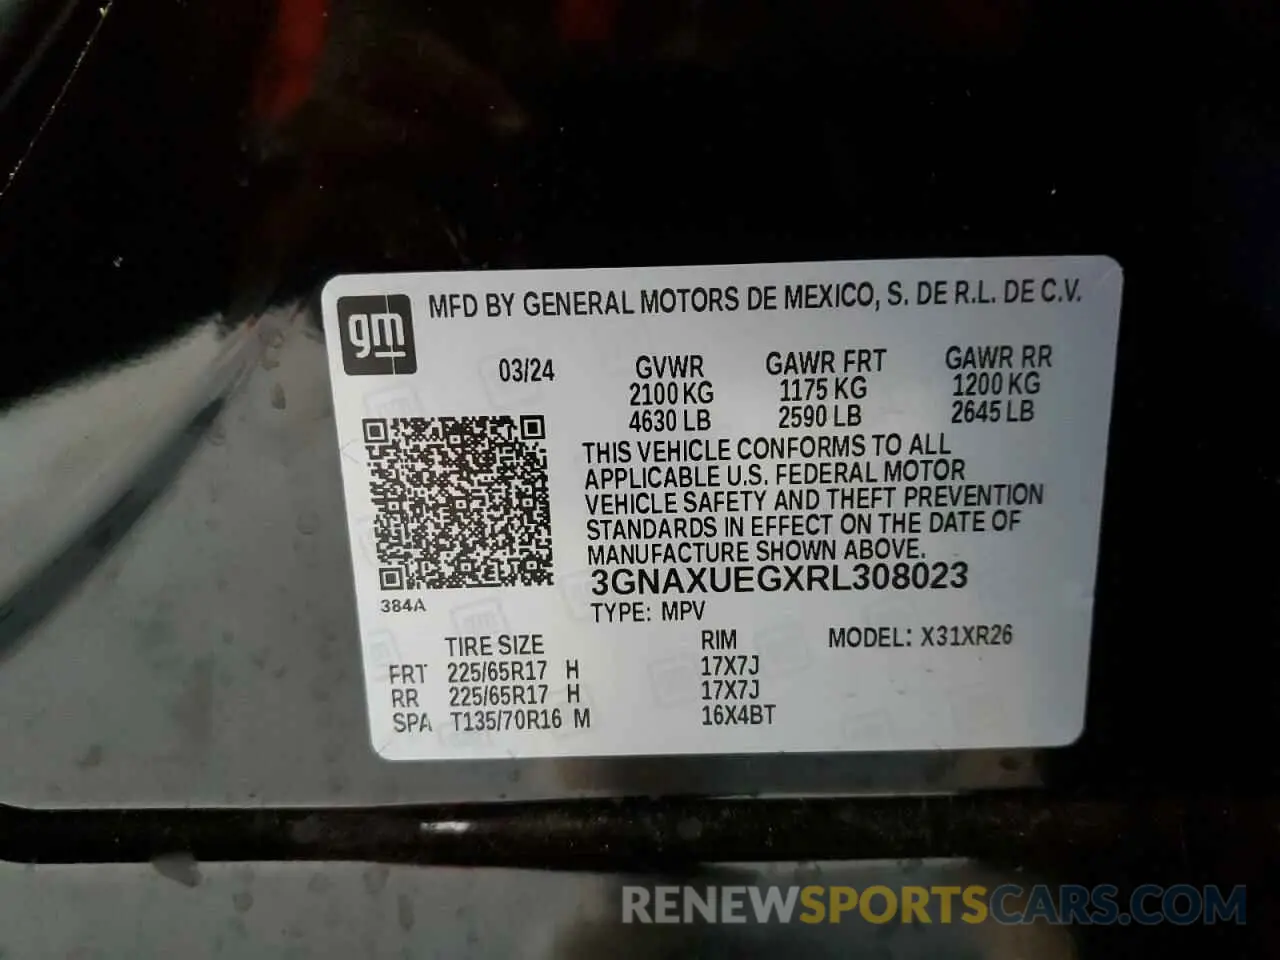 gm
MFD BY GENERAL MOTORS DE MEXICO, S. DE R.L. DE C.V.
03/24 GVWR GAWR FRT GAWR RR
2100 KG 1175 KG 1200 KG
4630 LB 2590 LB 2645 LB
THIS VEHICLE CONFORMS TO ALL
APPLICABLE U.S. FEDERAL MOTOR
VEHICLE SAFETY AND THEFT PREVENTION
STANDARDS IN EFFECT ON THE DATE OF
MANUFACTURE SHOWN ABOVE.
3GNAXUEGXRL308023
384A
TYPE: MPV
TIRE SIZE RIM MODEL: X31XR26
FRT 225/65R17 H 17X7J
RR 225/65R17 H 17X7J
SPA T135/70R16 M 16X4BT
RENEWSPORTSCARS.COM